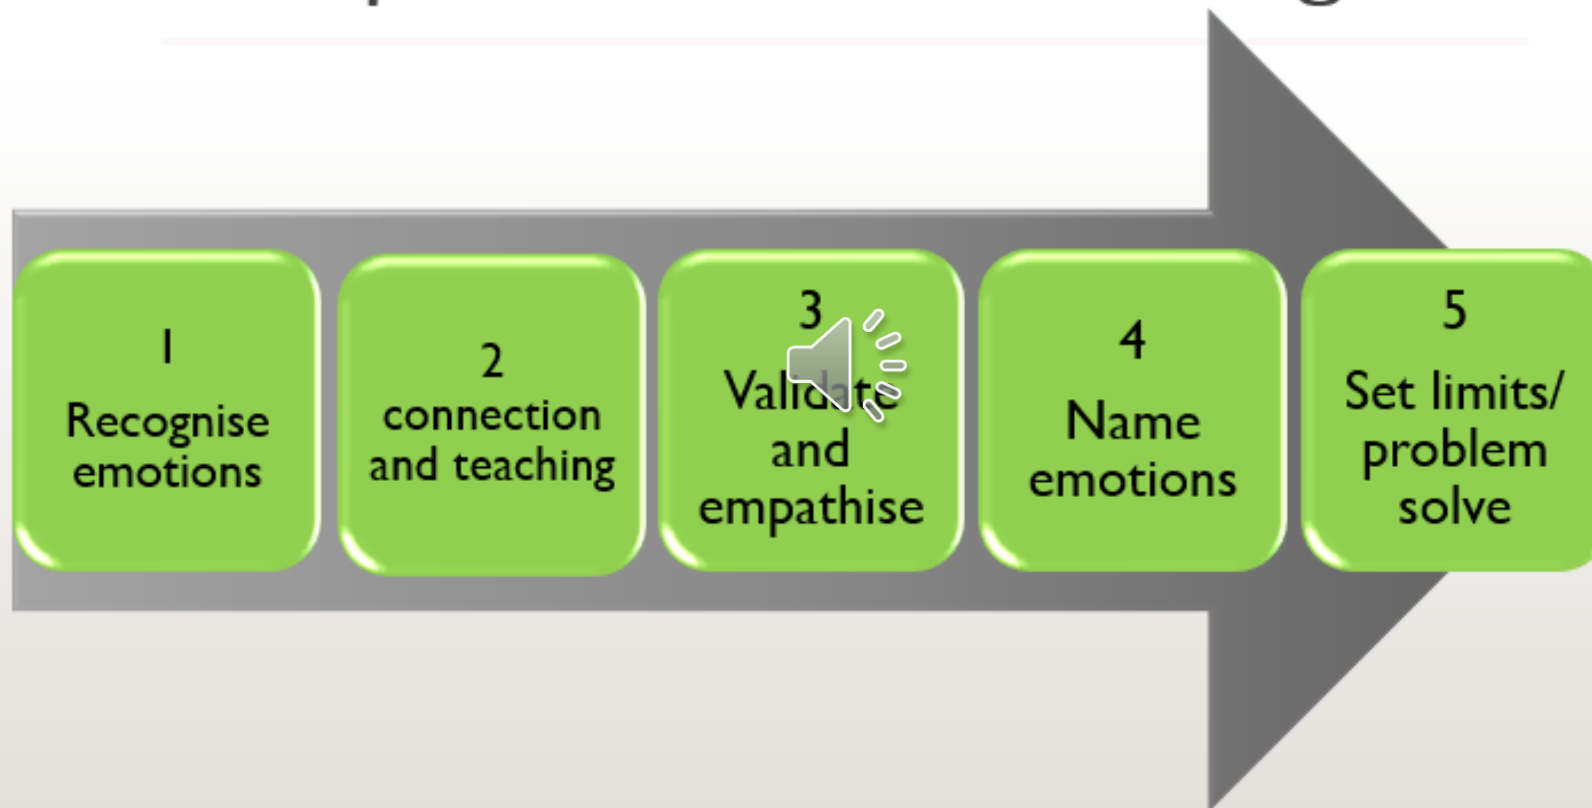 1
Recognise
emotions
2
connection
and teaching
3
Validate
and
empathise
4
Name
emotions
5
Set limits/
problem
solve